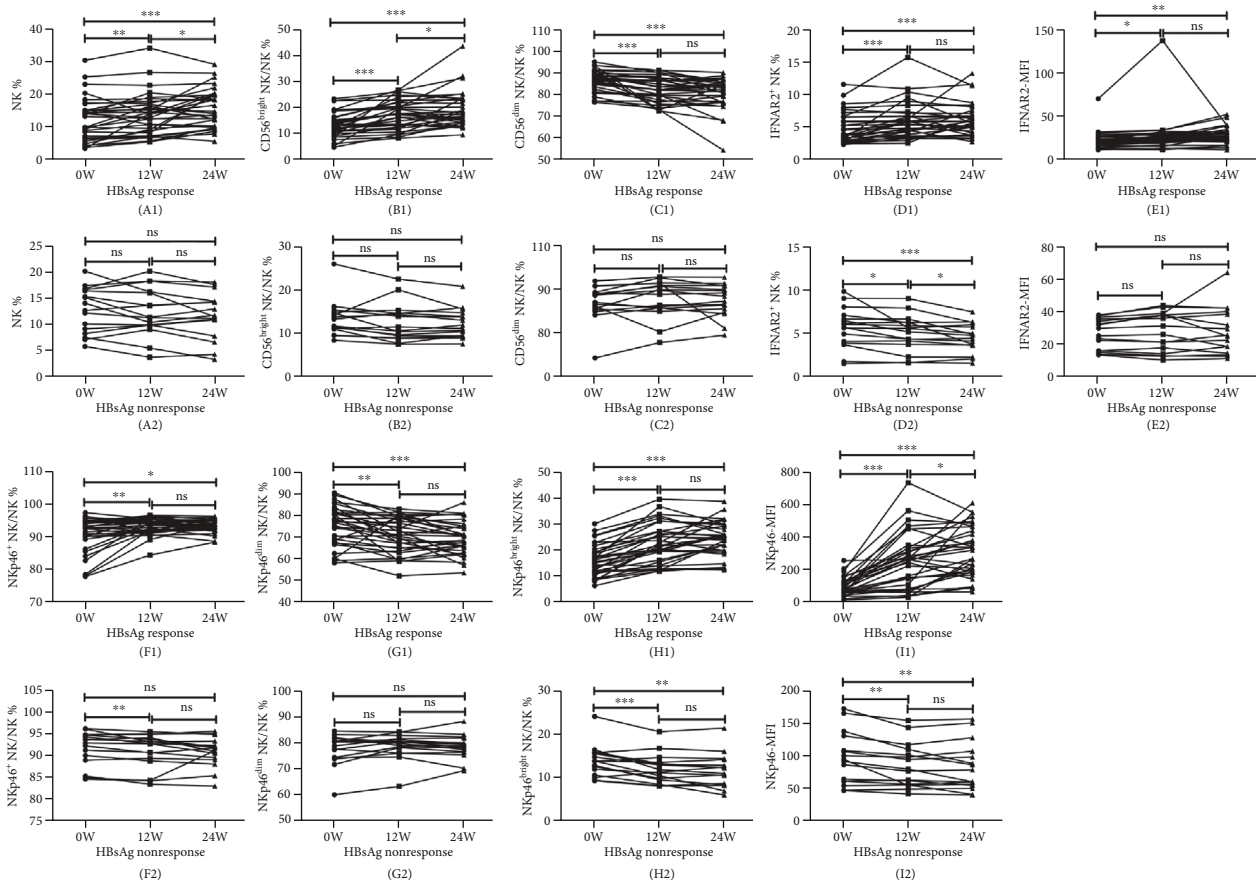 ***
** *
NK %
40
30
20
10
0
0W 12W 24W
HBsAg response
(A1)
***
*
***
CD56bright NK/NK %
50
40
30
20
10
0
0W 12W 24W
HBsAg response
(B1)
***
*** ns
CD56dim NK/NK %
110
100
90
80
70
60
50
0W 12W 24W
HBsAg response
(C1)
***
*** ns
IFNAR2+ NK %
20
15
10
5
0
0W 12W 24W
HBsAg response
(D1)
**
* ns
IFNAR2-MFI
150
100
50
0
0W 12W 24W
HBsAg response
(E1)
ns
ns ns
NK %
25
20
15
10
5
0
0W 12W 24W
HBsAg nonresponse
(A2)
ns
ns
ns
CD56bright NK/NK %
30
20
10
0
0W 12W 24W
HBsAg nonresponse
(B2)
ns
ns ns
CD56dim NK/NK %
110
90
80
60
0W 12W 24W
HBsAg nonresponse
(C2)
***
* *
IFNAR2+ NK %
15
10
5
0
0W 12W 24W
HBsAg nonresponse
(D2)
ns
ns
ns
IFNAR2-MFI
80
60
40
20
0
0W 12W 24W
HBsAg nonresponse
(E2)
*
** ns
NKp46+ NK/NK %
110
100
90
80
70
0W 12W 24W
HBsAg response
(F1)
***
**
ns
NKp46dim NK/NK %
100
90
80
70
60
50
40
0W 12W 24W
HBsAg response
(G1)
***
*** ns
NKp46bright NK/NK %
50
40
30
20
10
0
0W 12W 24W
HBsAg response
(H1)
***
*** *
NKp46-MFI
800
600
400
200
0
0W 12W 24W
HBsAg response
(I1)
ns
** ns
NKp46+ NK/NK %
105
100
95
90
85
80
75
0W 12W 24W
HBsAg nonresponse
(F2)
ns
ns
ns
NKp46dim NK/NK %
100
90
80
70
60
50
0W 12W 24W
HBsAg nonresponse
(G2)
**
***
ns
NKp46bright NK/NK %
30
20
10
0
0W 12W 24W
HBsAg nonresponse
(H2)
**
**
ns
NKp46-MFI
200
150
100
50
0
0W 12W 24W
HBsAg nonresponse
(I2)